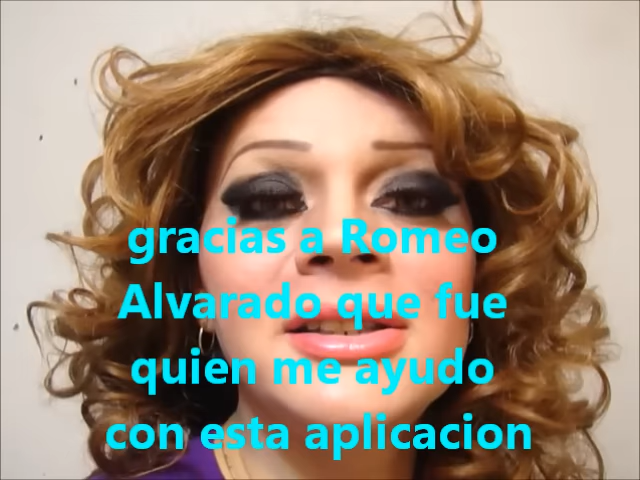 gracias a Romeo
Alvarado que fue
quien me ayudo
con esta aplicacion